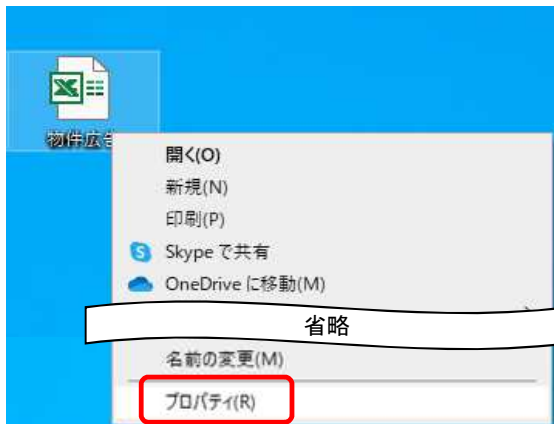 物件広告
開く(O)
新規(N)
印刷(P)
Skype で共有
OneDrive に移動(M)
省略
名前の変更(M)
プロパティ(R)